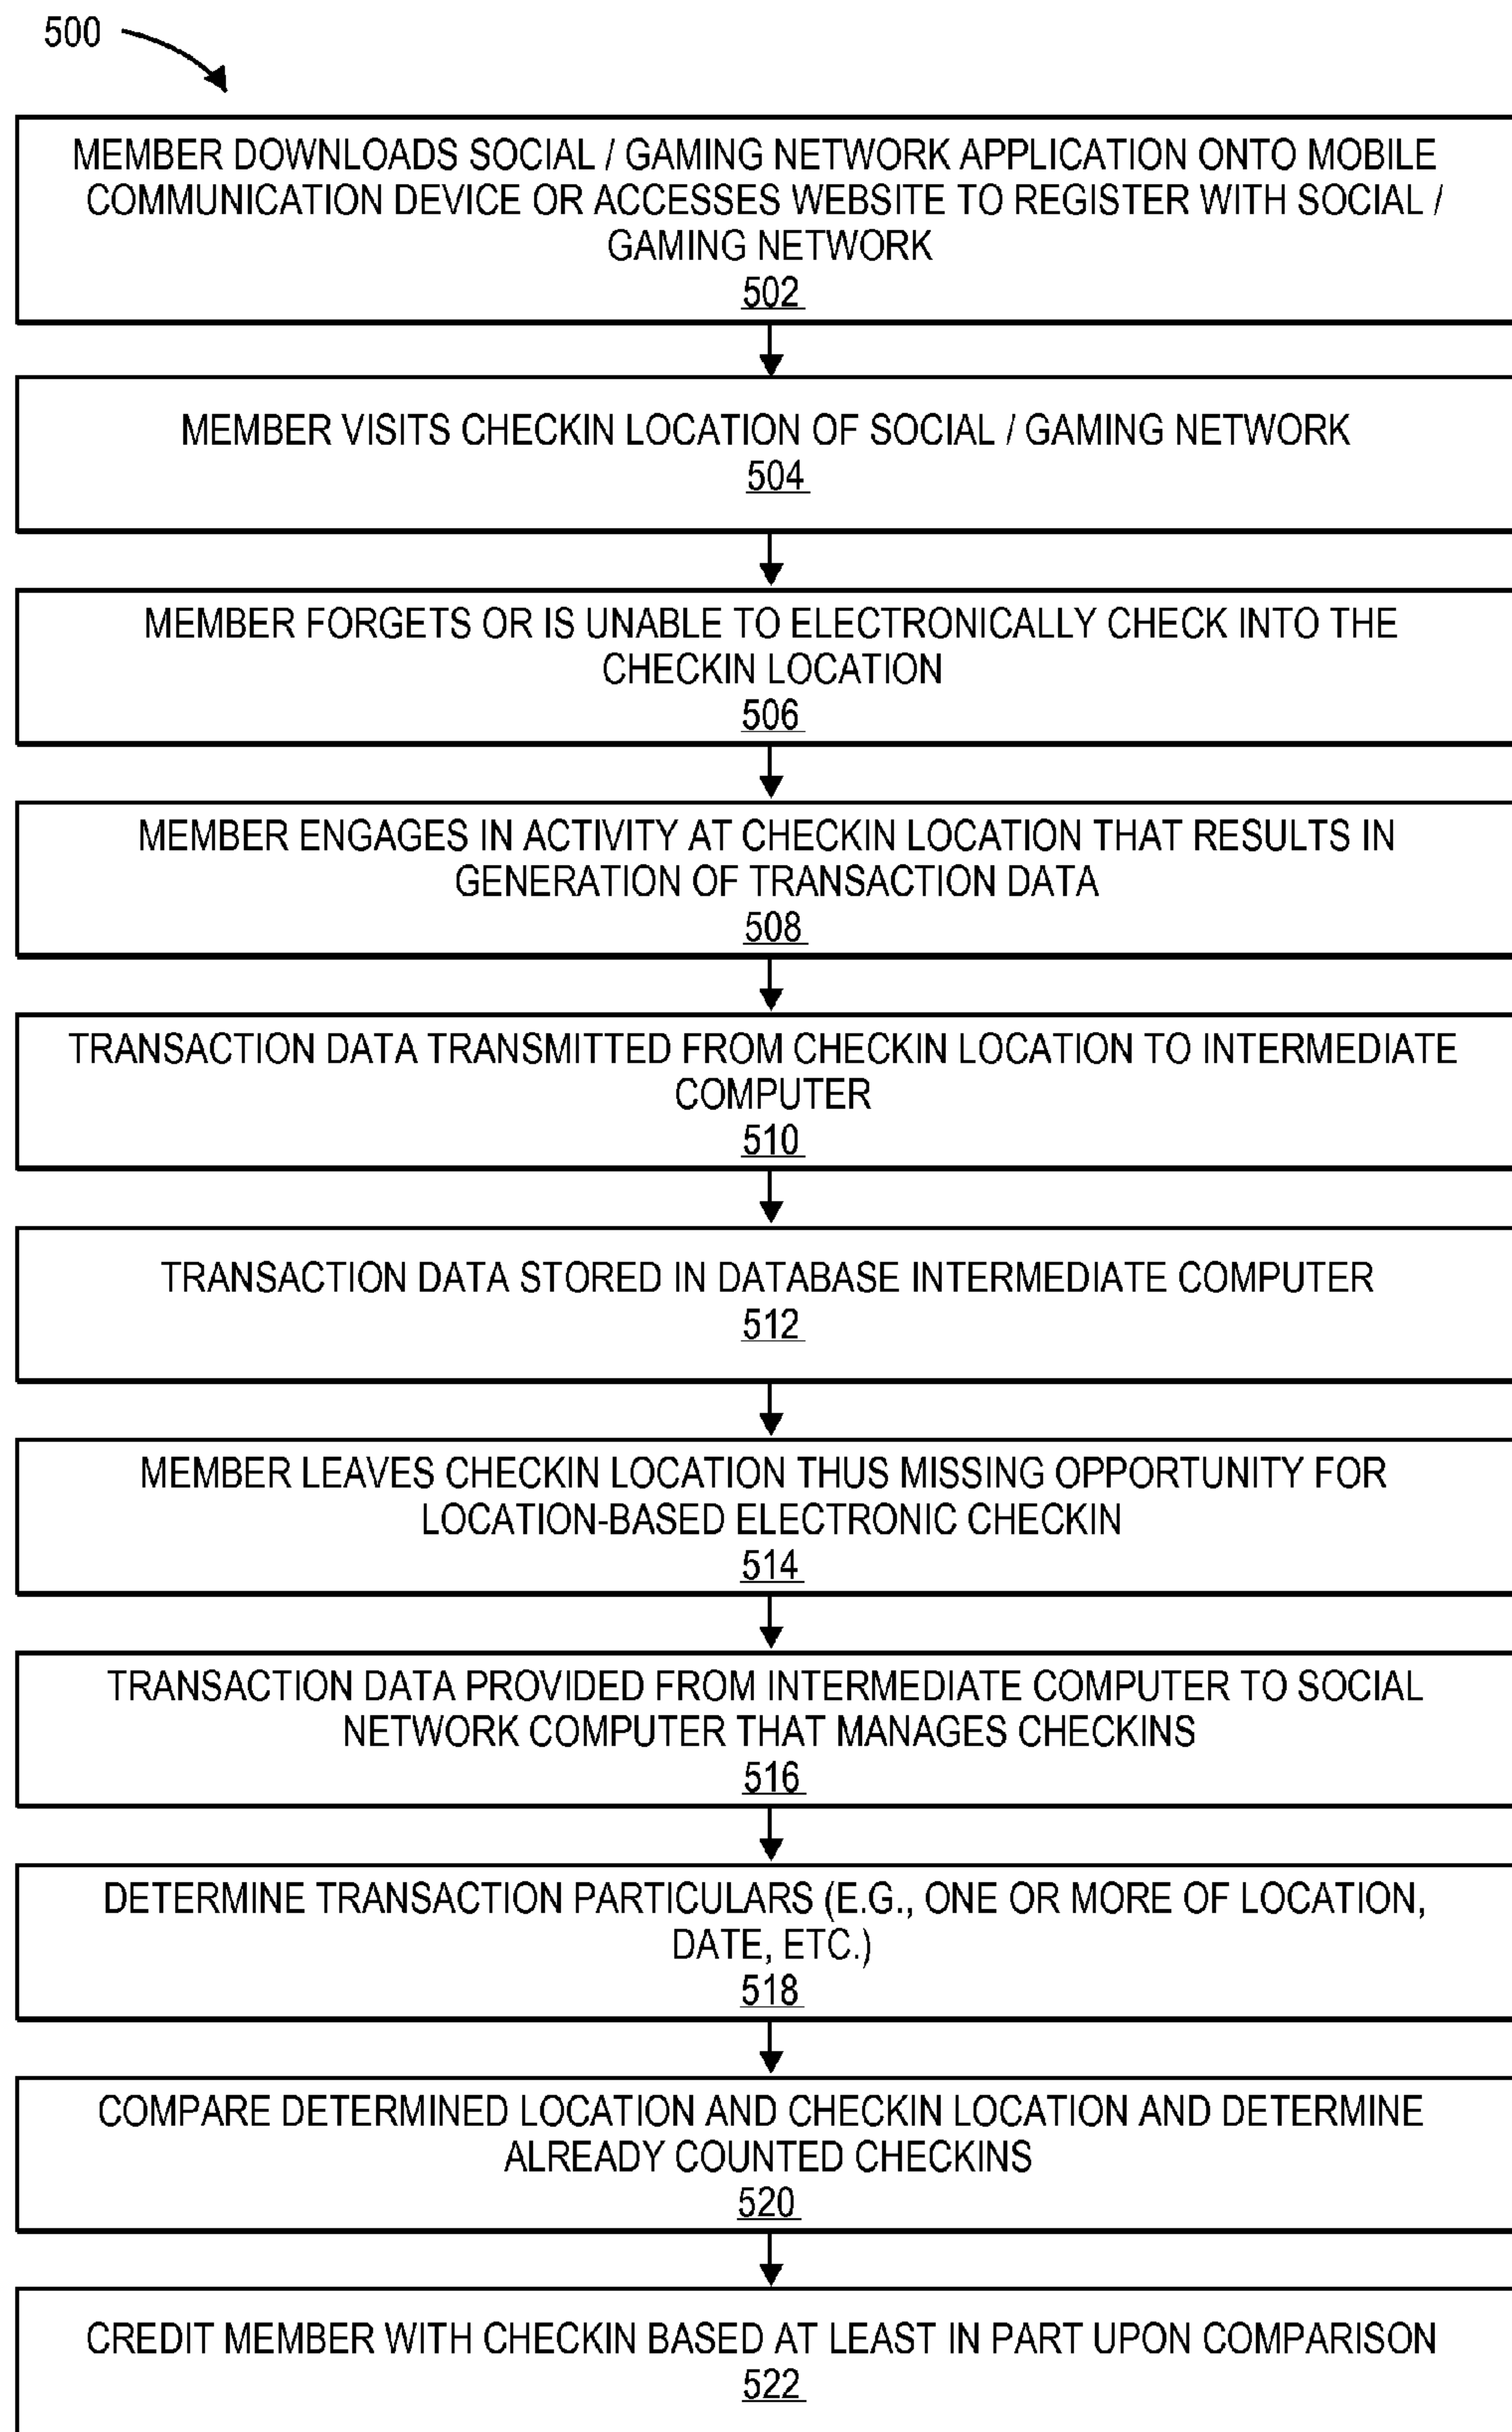 500
MEMBER DOWNLOADS SOCIAL / GAMING NETWORK APPLICATION ONTO MOBILE
COMMUNICATION DEVICE OR ACCESSES WEBSITE TO REGISTER WITH SOCIAL /
GAMING NETWORK
502
MEMBER VISITS CHECKIN LOCATION OF SOCIAL / GAMING NETWORK
504
MEMBER FORGETS OR IS UNABLE TO ELECTRONICALLY CHECK INTO THE
CHECKIN LOCATION
506
MEMBER ENGAGES IN ACTIVITY AT CHECKIN LOCATION THAT RESULTS IN
GENERATION OF TRANSACTION DATA
508
TRANSACTION DATA TRANSMITTED FROM CHECKIN LOCATION TO INTERMEDIATE
COMPUTER
510
TRANSACTION DATA STORED IN DATABASE INTERMEDIATE COMPUTER
512
MEMBER LEAVES CHECKIN LOCATION THUS MISSING OPPORTUNITY FOR
LOCATION-BASED ELECTRONIC CHECKIN
514
TRANSACTION DATA PROVIDED FROM INTERMEDIATE COMPUTER TO SOCIAL
NETWORK COMPUTER THAT MANAGES CHECKINS
516
DETERMINE TRANSACTION PARTICULARS (E.G., ONE OR MORE OF LOCATION,
DATE, ETC.)
518
COMPARE DETERMINED LOCATION AND CHECKIN LOCATION AND DETERMINE
ALREADY COUNTED CHECKINS
520
CREDIT MEMBER WITH CHECKIN BASED AT LEAST IN PART UPON COMPARISON
522